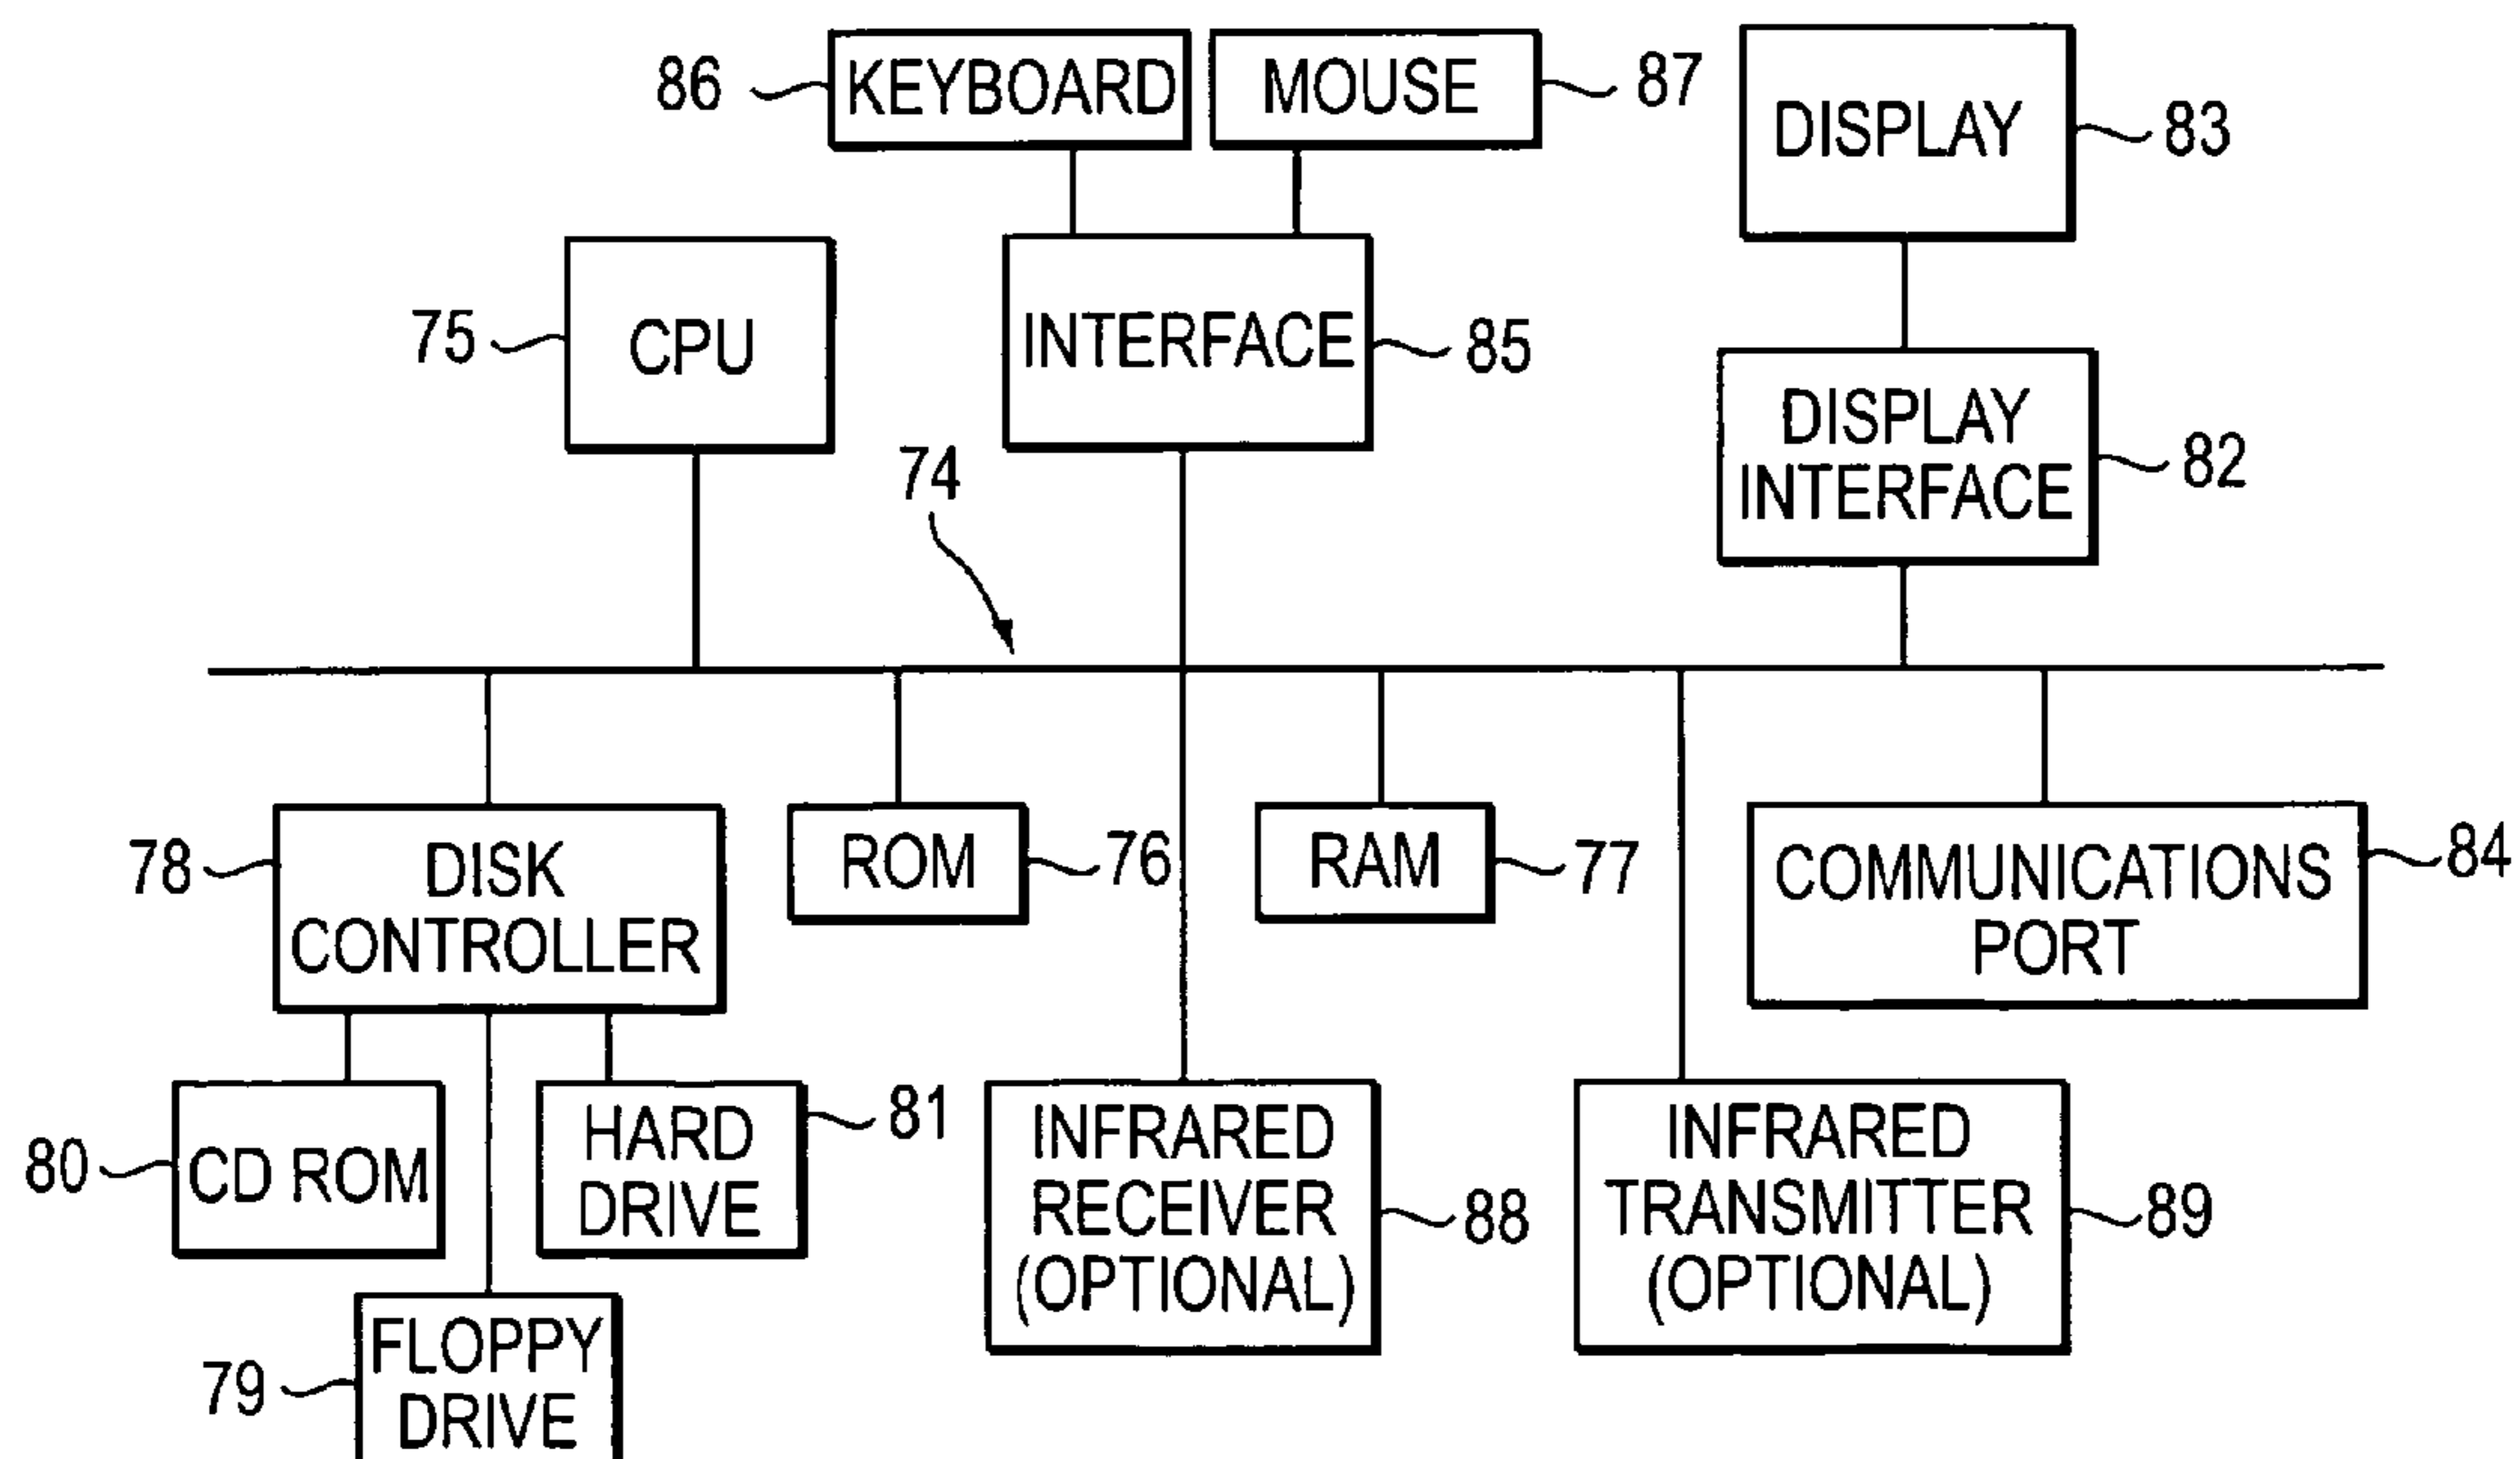 86 KEYBOARD
MOUSE 87
DISPLAY 83
75 CPU
INTERFACE 85
DISPLAY
INTERFACE 82
74
78 DISK
CONTROLLER
ROM 76
RAM 77
COMMUNICATIONS
PORT 84
80 CD ROM
HARD
DRIVE 81
INFRARED
RECEIVER
(OPTIONAL) 88
INFRARED
TRANSMITTER
(OPTIONAL) 89
79 FLOPPY
DRIVE